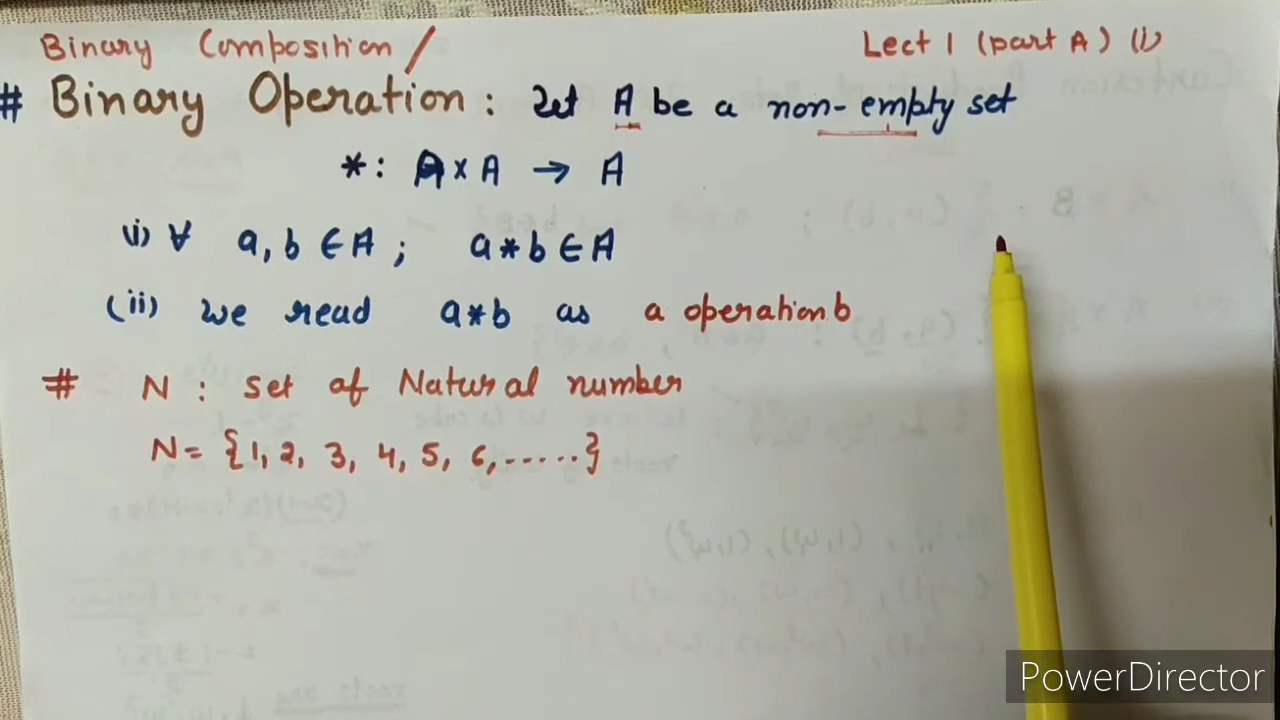 Binary Composition / Lect 1 (part A) (i)
# Binary Operation : Let A be a non-empty set
* : A × A → A
(i) ∀ a, b ∈ A ; a * b ∈ A
(ii) we read a * b as a operation b
# N : set of Natural number
N = {1, 2, 3, 4, 5, 6, ......}
PowerDirector